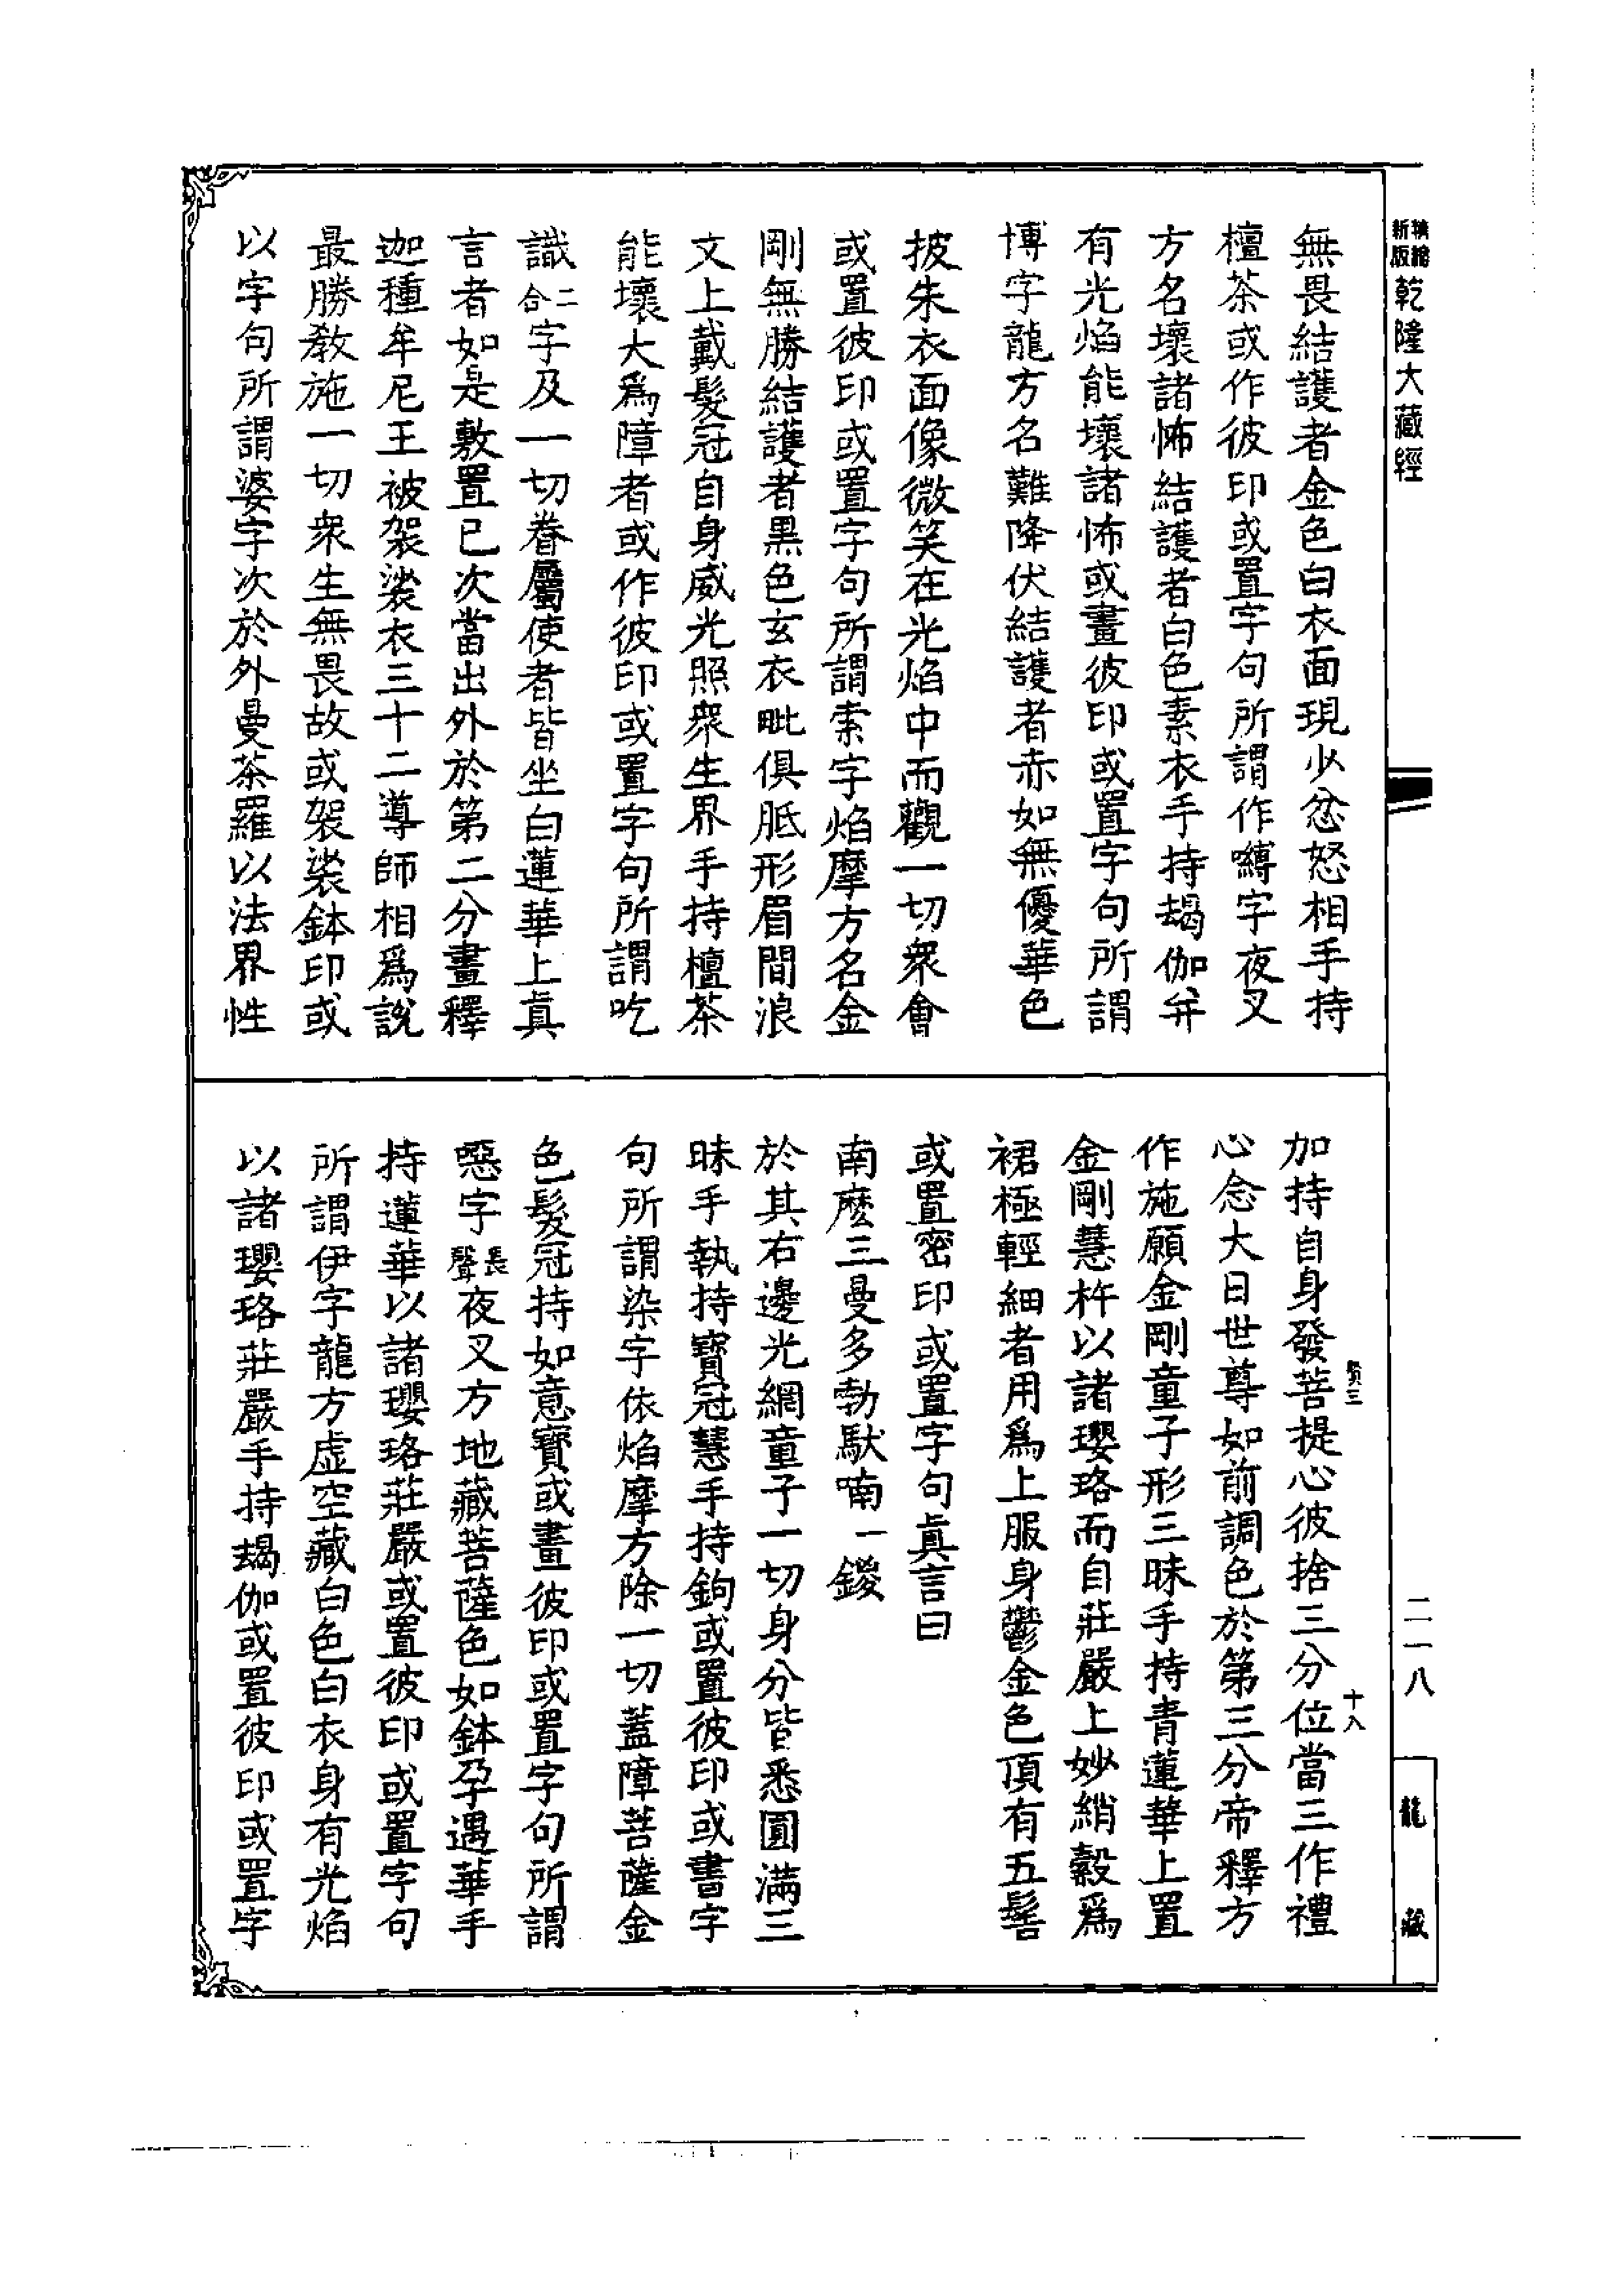 新版
乾隆大藏經
二一八
龍藏
無畏結護者金色白衣面現少忿怒相手持
檀茶或作彼印或置字句所謂作嚩字夜叉
方名壞諸怖結護者白色素衣手持朅伽并
有光焰能壞諸怖或畫彼印或置字句所謂
博字龍方名難降伏結護者赤如無優華色
披朱衣面像微笑在光焰中而觀一切眾會
或置彼印或置字句所謂索字焰摩方名金
剛無勝結護者黑色玄衣毗俱胝形眉間浪
文上戴髮冠自身威光照眾生界手持檀茶
能壞大爲障者或作彼印或置字句所謂吃
識二合字及一切眷屬使者皆坐白蓮華上真
言者如是敷置已次當出外於第二分畫釋
迦種牟尼王被袈裟衣三十二導師相爲說
最勝教施一切眾生無畏故或袈裟鉢印或
以字句所謂婆字次於外曼荼羅以法界性
加持自身發菩提心彼捨三分位當三作禮
心念大日世尊如前調色於第三分帝釋方
作施願金剛童子形三昧手持青蓮華上置
金剛慧杵以諸瓔珞而自莊嚴上妙綃縠爲
裙極輕細者用爲上服身鬱金色頂有五髻
或置密印或置字句真言曰
南麽三曼多勃馱喃一鑁
於其右邊光網童子一切身分皆悉圓滿三
昧手執持寶冠慧手持鉤或置彼印或書字
句所謂染字依焰摩方除一切蓋障菩薩金
色髮冠持如意寶或畫彼印或置字句所謂
惡字長聲夜叉方地藏菩薩色如鉢孕遇華手
持蓮華以諸瓔珞莊嚴或置彼印或置字句
所謂伊字龍方虛空藏白色白衣身有光焰
以諸瓔珞莊嚴手持朅伽或置彼印或置字
十八